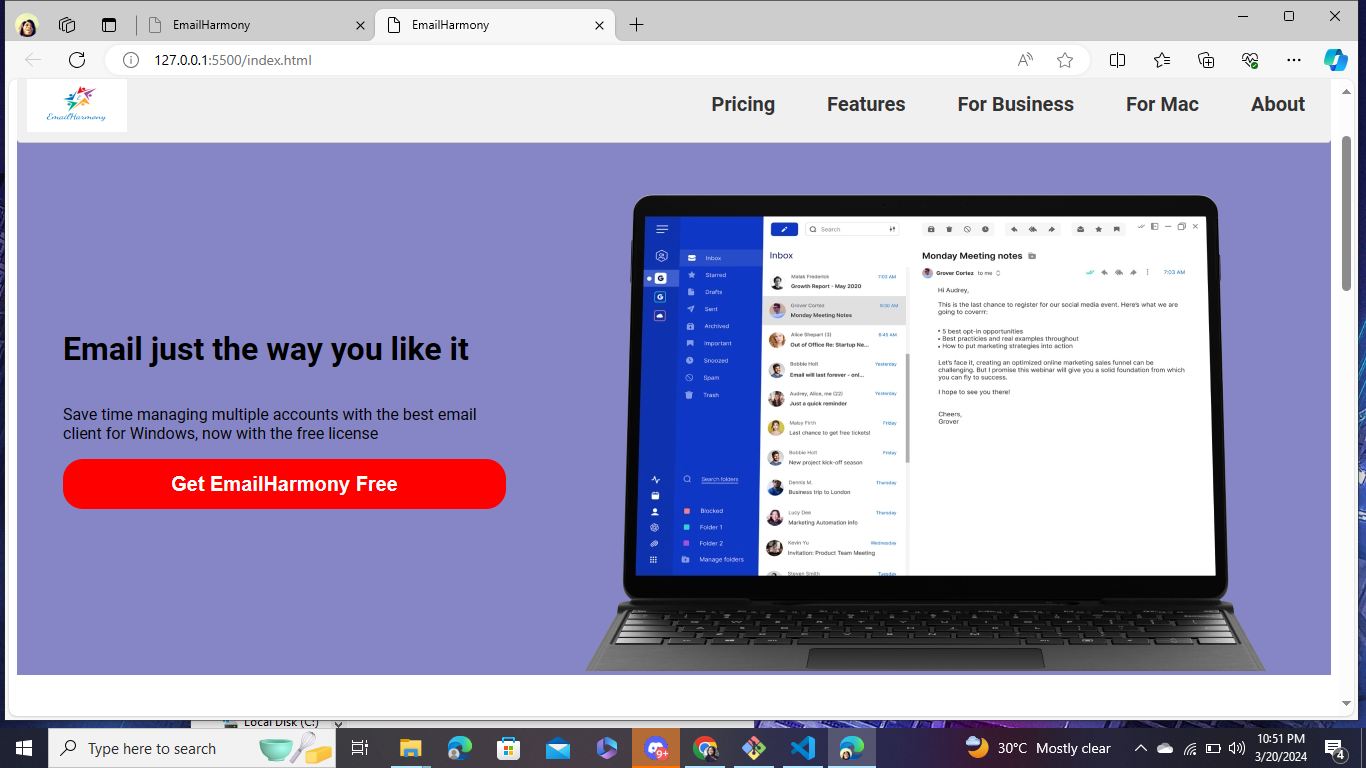 EmailHarmony
EmailHarmony
127.0.0.1:5500/index.html
EmailHarmony
Pricing
Features
For Business
For Mac
About
Email just the way you like it
Save time managing multiple accounts with the best email
client for Windows, now with the free license
Get EmailHarmony Free
Inbox
Starred
Drafts
Sent
Archived
Important
Snoozed
Spam
Trash
Search folders
Blocked
Folder 1
Folder 2
Manage folders
Search
Inbox
Malak Frederick 7:03 AM
Growth Report - May 2020
Grover Cortez
Monday Meeting Notes
Alice Shepart (3) 6:45 AM
Out of Office Re: Startup Ne...
Bobbie Holt Yesterday
Email will last forever - onl...
Audrey, Alice, me (22) Yesterday
Just a quick reminder
Maisy Firth Friday
Last chance to get free tickets!
Bobbie Holt Friday
New project kick-off season
Dennis M. Thursday
Business trip to London
Lucy Dee Thursday
Marketing Automation Info
Kevin Yu Wednesday
Invitation: Product Team Meeting
Steven Smith Tuesday
Monday Meeting notes
Grover Cortez to me 7:03 AM
Hi Audrey,
This is the last chance to register for our social media event. Here's what we are
going to coverrr:
• 5 best opt-in opportunities
• Best practicies and real examples throughout
• How to put marketing strategies into action
Let's face it, creating an optimized online marketing sales funnel can be
challenging. But I promise this webinar will give you a solid foundation from which
you can fly to success.
I hope to see you there!
Cheers,
Grover
Local Disk (C:)
Type here to search
9+
30°C Mostly clear
10:51 PM
3/20/2024
4